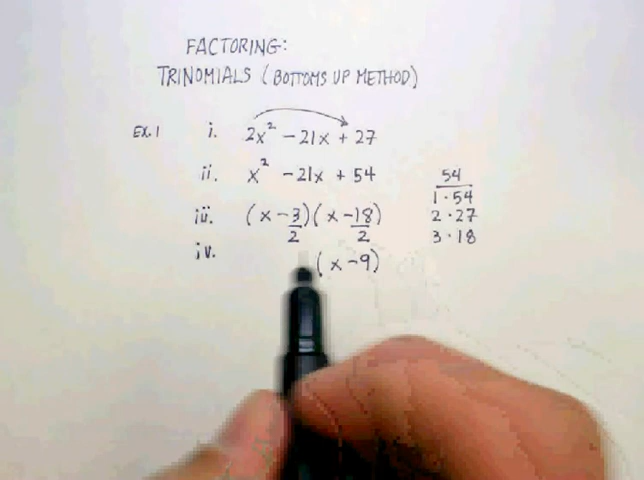 FACTORING:
TRINOMIALS (BOTTOMS UP METHOD)
EX.1 i. 2x² - 21x + 27
ii. x² - 21x + 54
iii. (x - 3/2)(x - 18/2)
iv. (x - 9)
54
1 · 54
2 · 27
3 · 18